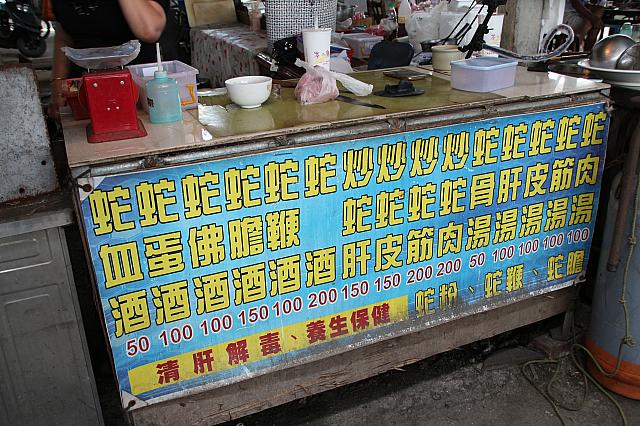 蛇血酒 50
蛇蛋酒 100
蛇佛酒 100
蛇膽酒 150
蛇鞭酒 100
蛇酒 200
炒蛇肝 150
炒蛇皮 150
炒蛇筋 200
炒蛇肉 200
蛇骨湯 50
蛇肝湯 100
蛇皮湯 100
蛇筋湯 100
蛇肉湯 100
清肝解毒、養生保健
蛇粉、蛇鞭、蛇膽